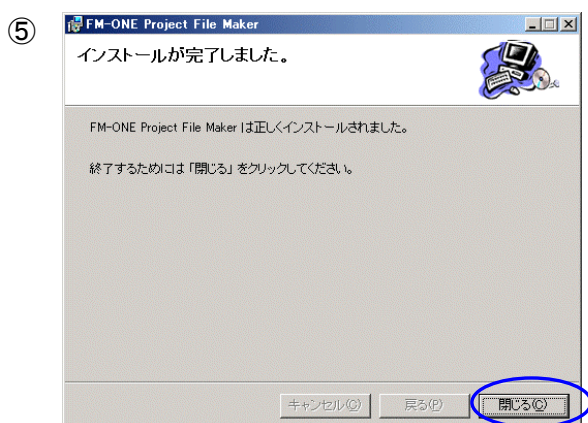 ⑤
FM-ONE Project File Maker
インストールが完了しました。
FM-ONE Project File Maker は正しくインストールされました。
終了するためには「閉じる」をクリックしてください。
キャンセル(C)
戻る(P)
閉じる(C)